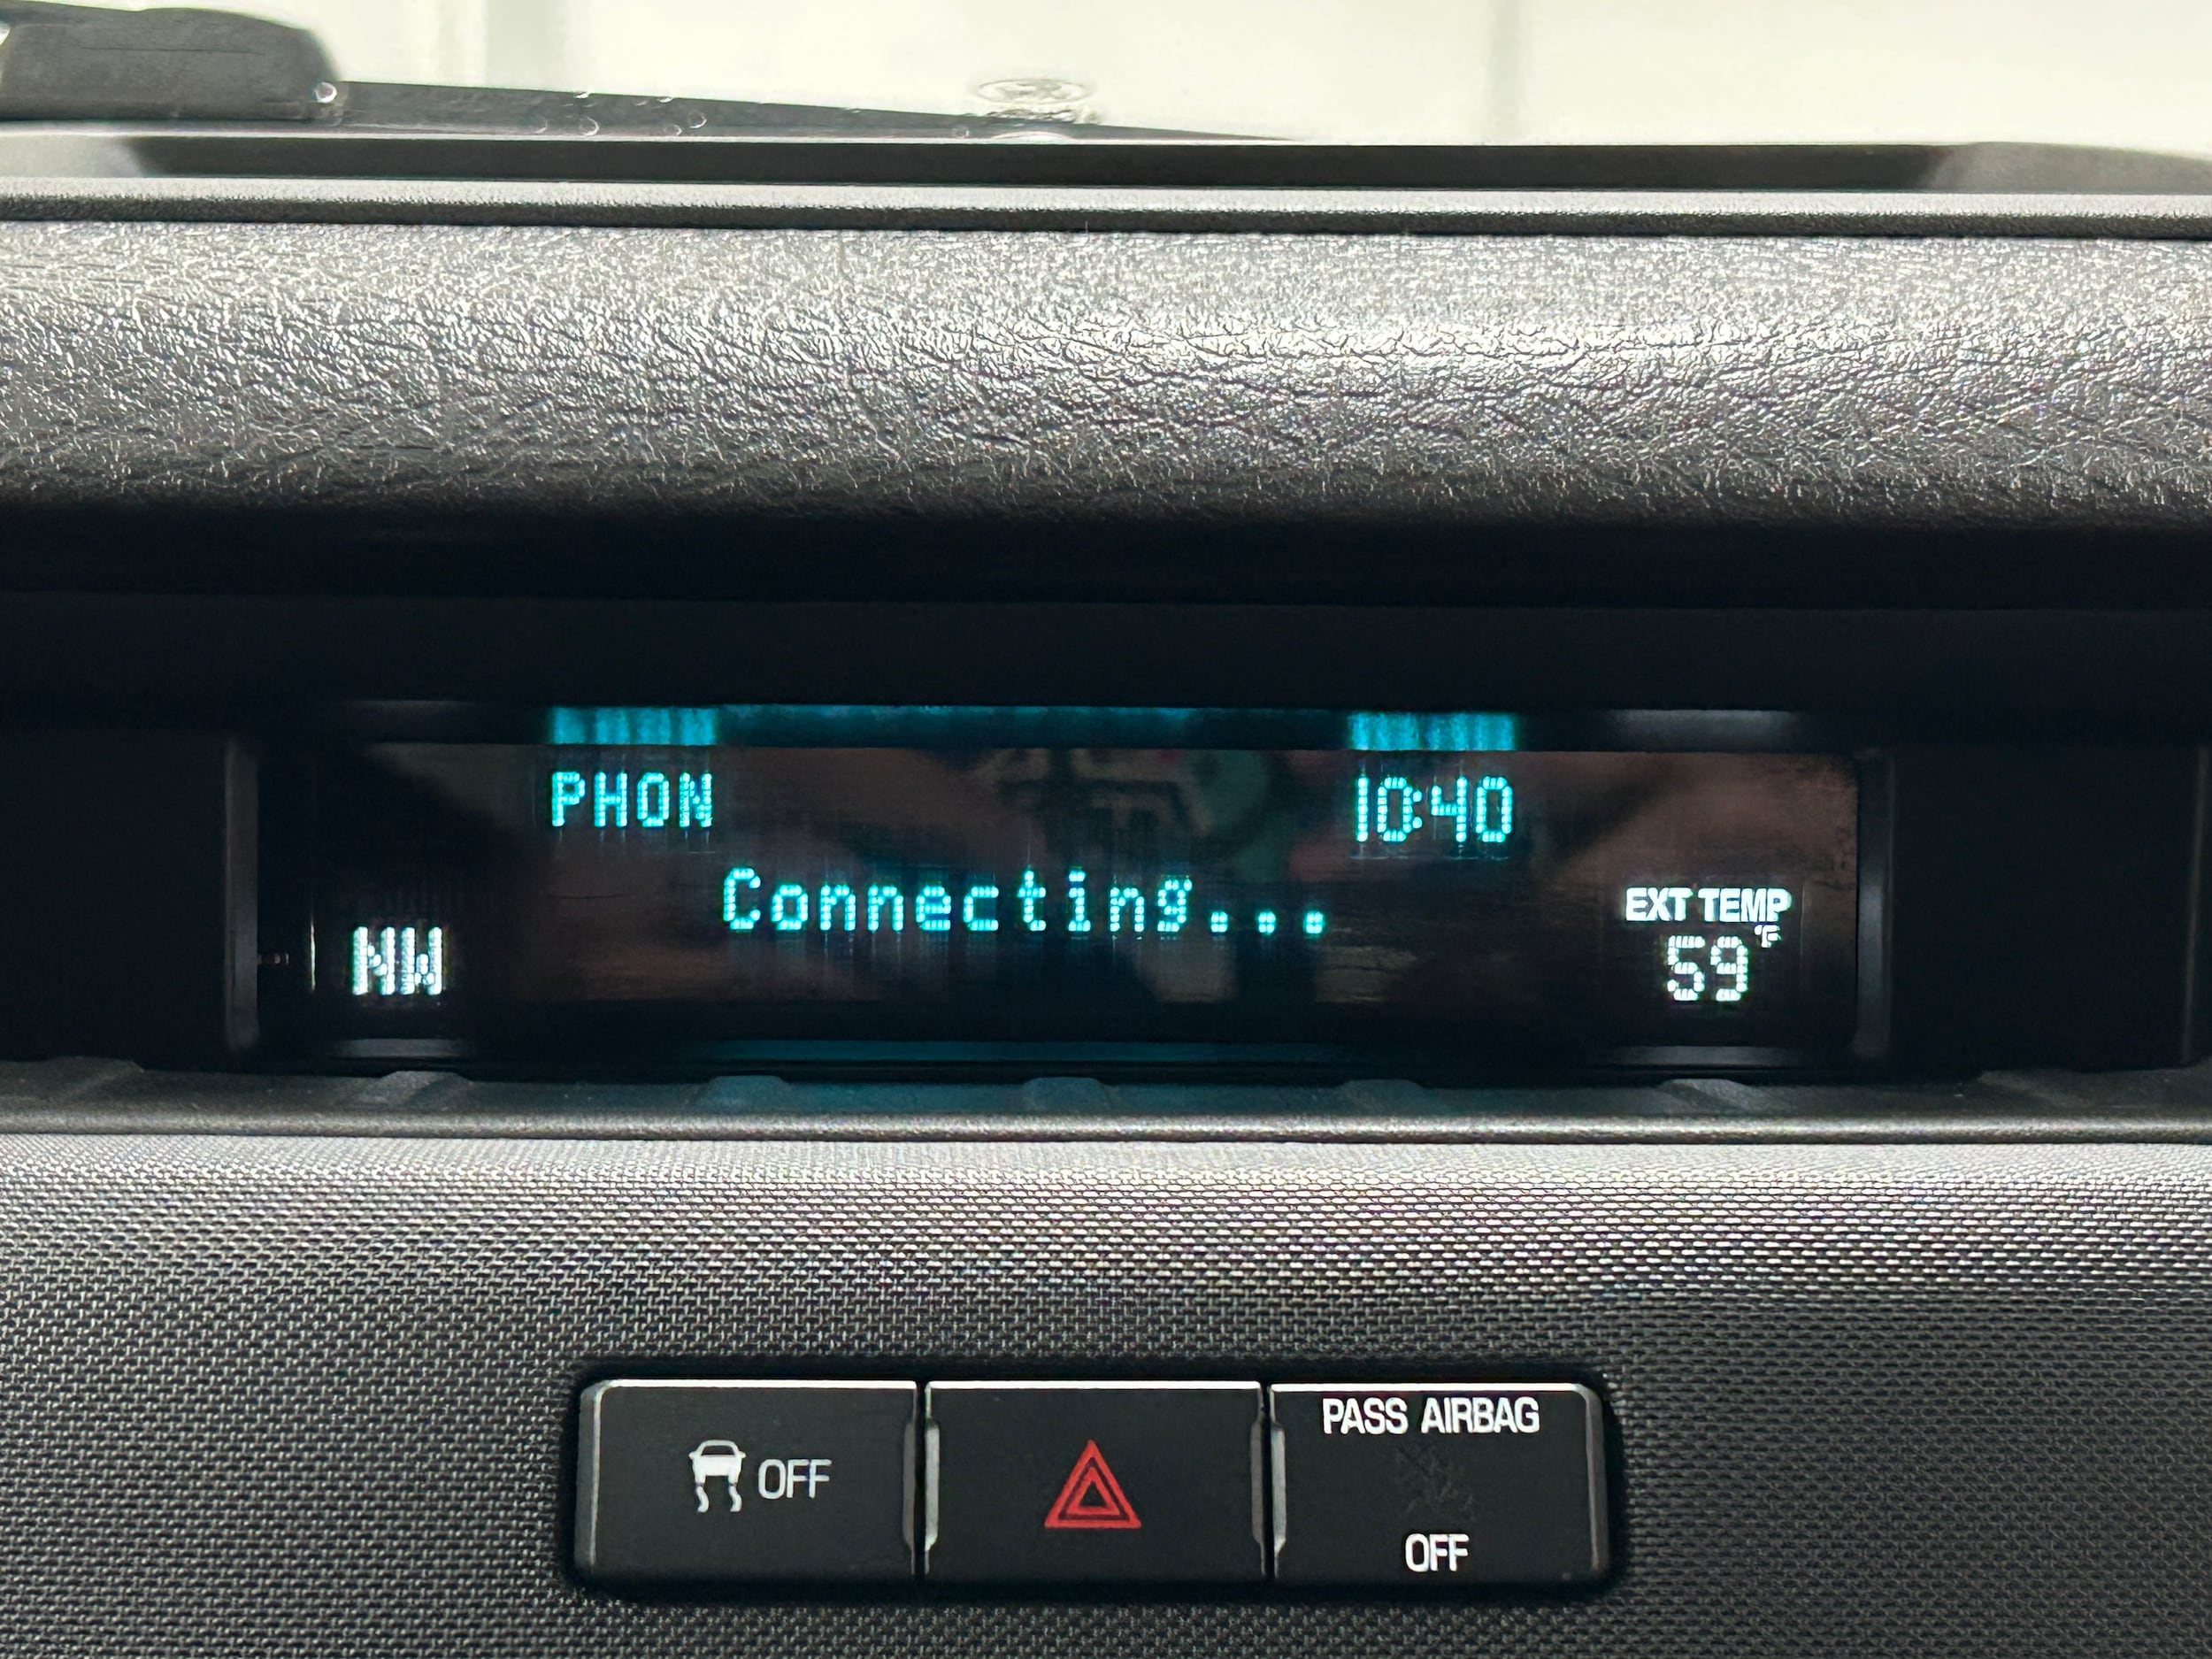 PHON 10:40
Connecting...
NW
EXT TEMP
59°F
OFF
PASS AIRBAG
OFF